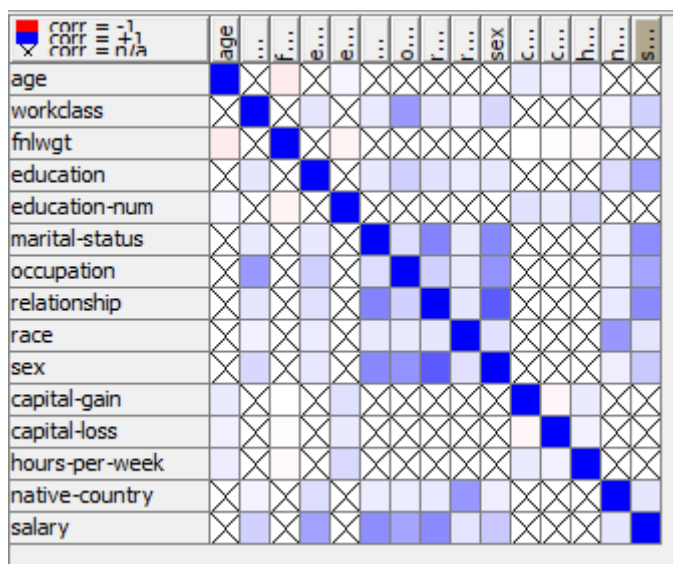 corr = -1
corr = +1
corr = n/a
age ... f... e... e... ... o... r... r... sex c... c... h... n... s...
age
workclass
fnlwgt
education
education-num
marital-status
occupation
relationship
race
sex
capital-gain
capital-loss
hours-per-week
native-country
salary